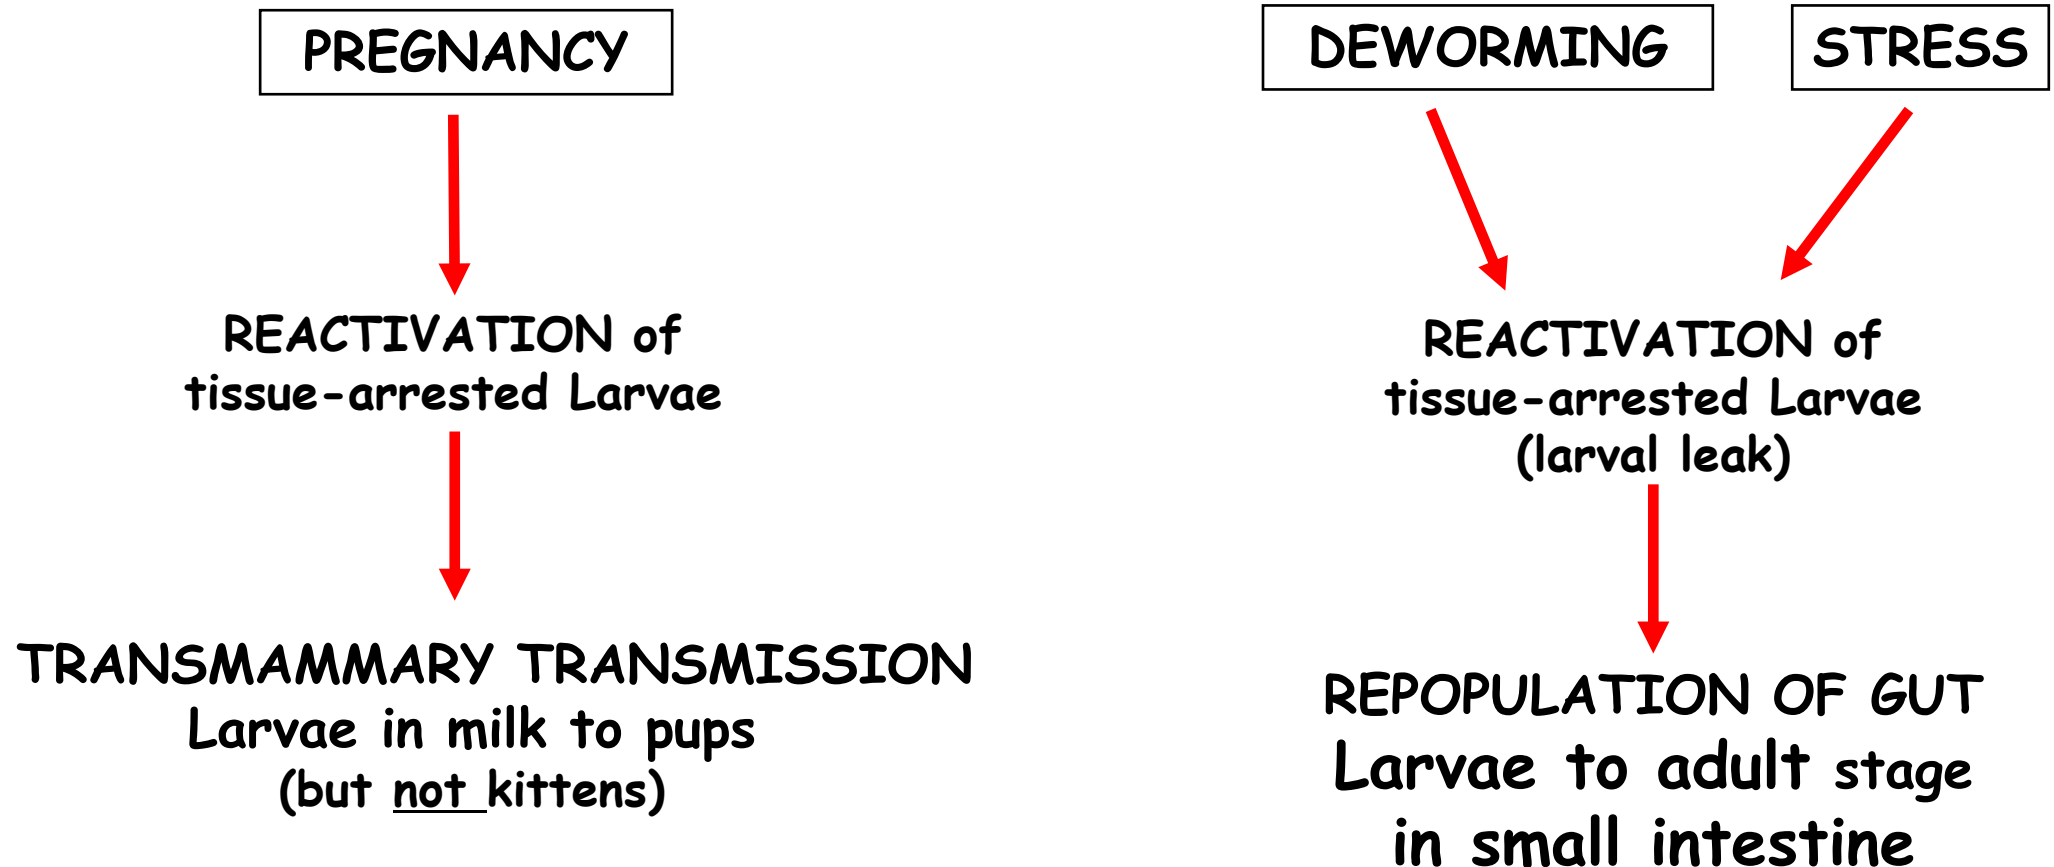 PREGNANCY
REACTIVATION of
tissue-arrested Larvae
TRANSMAMMARY TRANSMISSION
Larvae in milk to pups
(but not kittens)
DEWORMING
STRESS
REACTIVATION of
tissue-arrested Larvae
(larval leak)
REPOPULATION OF GUT
Larvae to adult stage
in small intestine